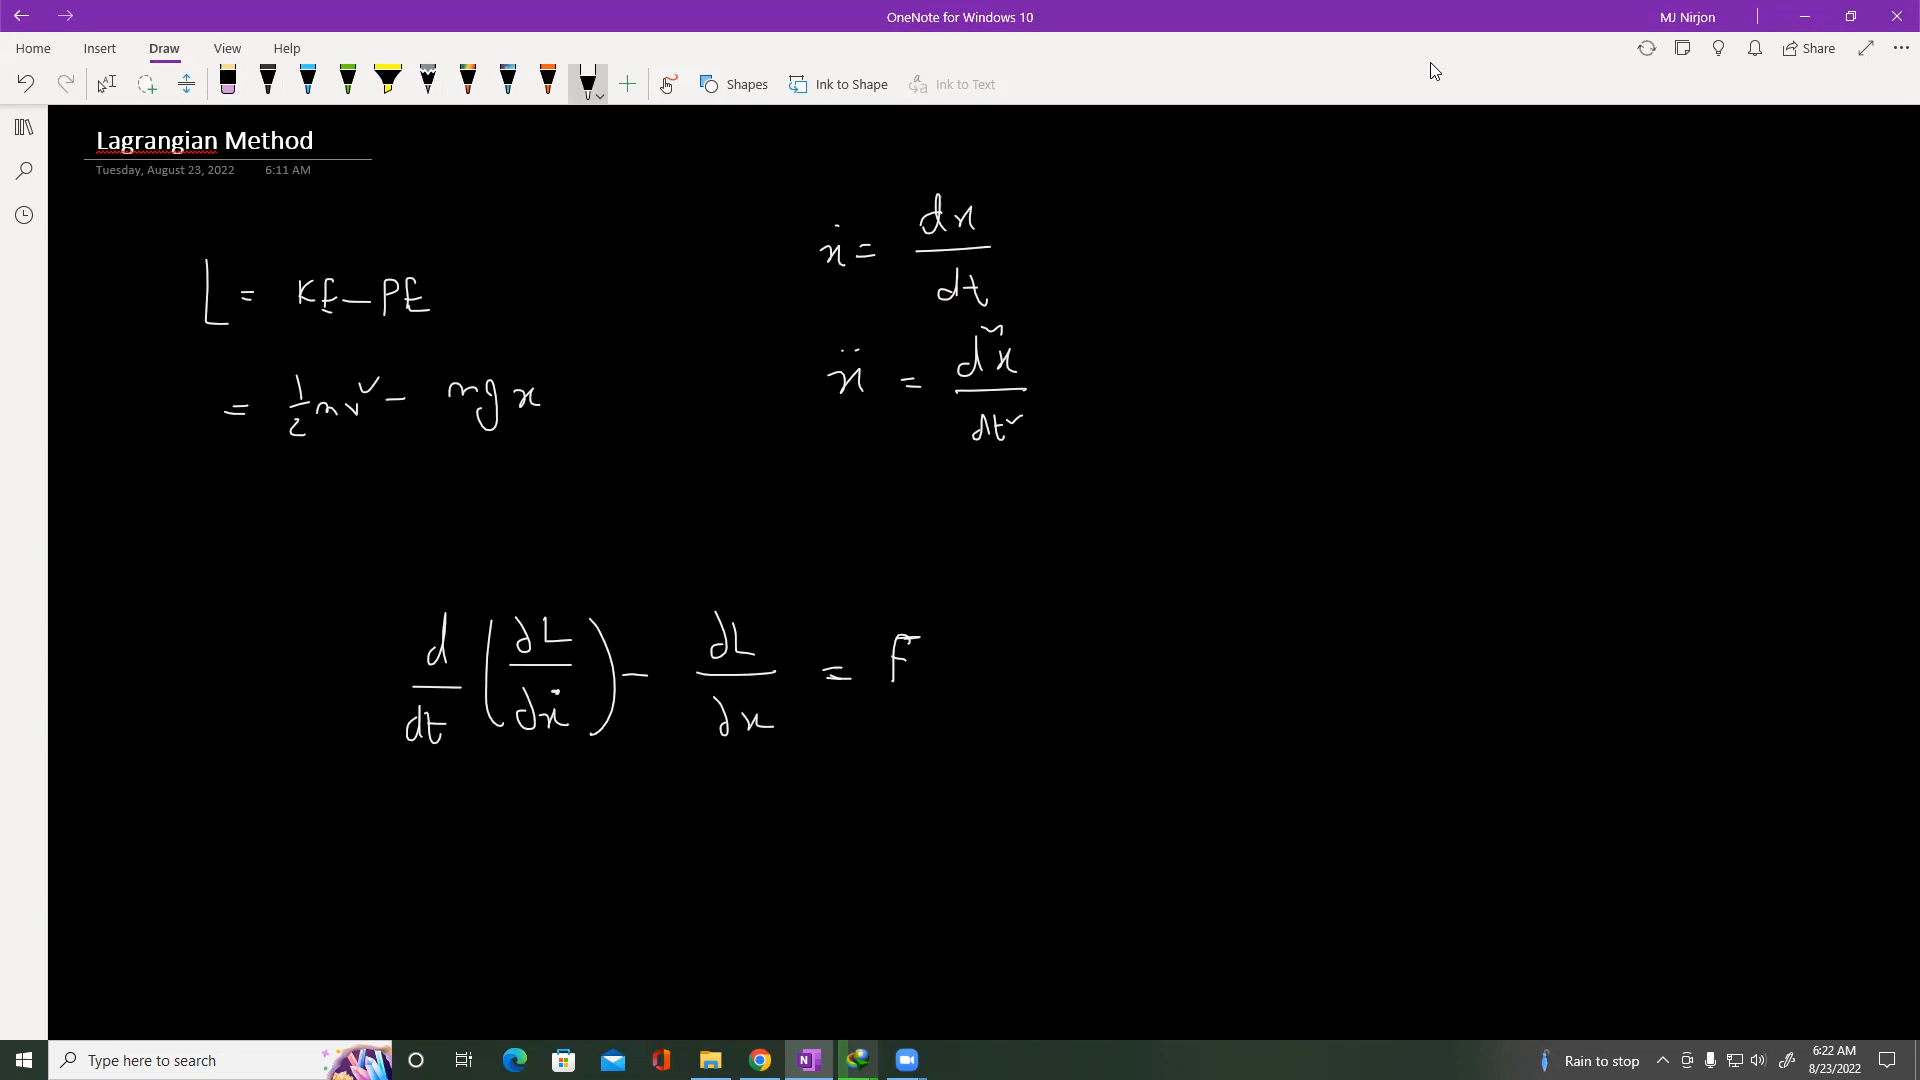 OneNote for Windows 10
MJ Nirjon
Home Insert Draw View Help
Share
Shapes Ink to Shape Ink to Text
Lagrangian Method
Tuesday, August 23, 2022 6:11 AM
L = KE - PE
= 1/2 mv² - mgx
ẋ = dx/dt
ẍ = d²x/dt²
d/dt (∂L/∂ẋ) - ∂L/∂x = F
Type here to search
Rain to stop
6:22 AM
8/23/2022